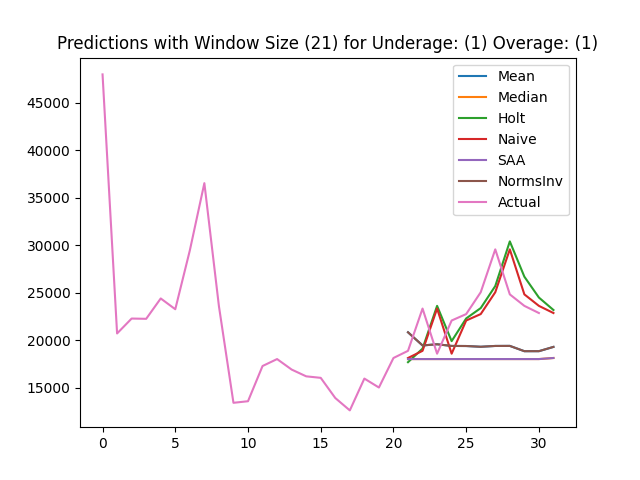 Predictions with Window Size (21) for Underage: (1) Overage: (1)
Mean
Median
Holt
Naive
SAA
NormsInv
Actual
45000
40000
35000
30000
25000
20000
15000
0 5 10 15 20 25 30